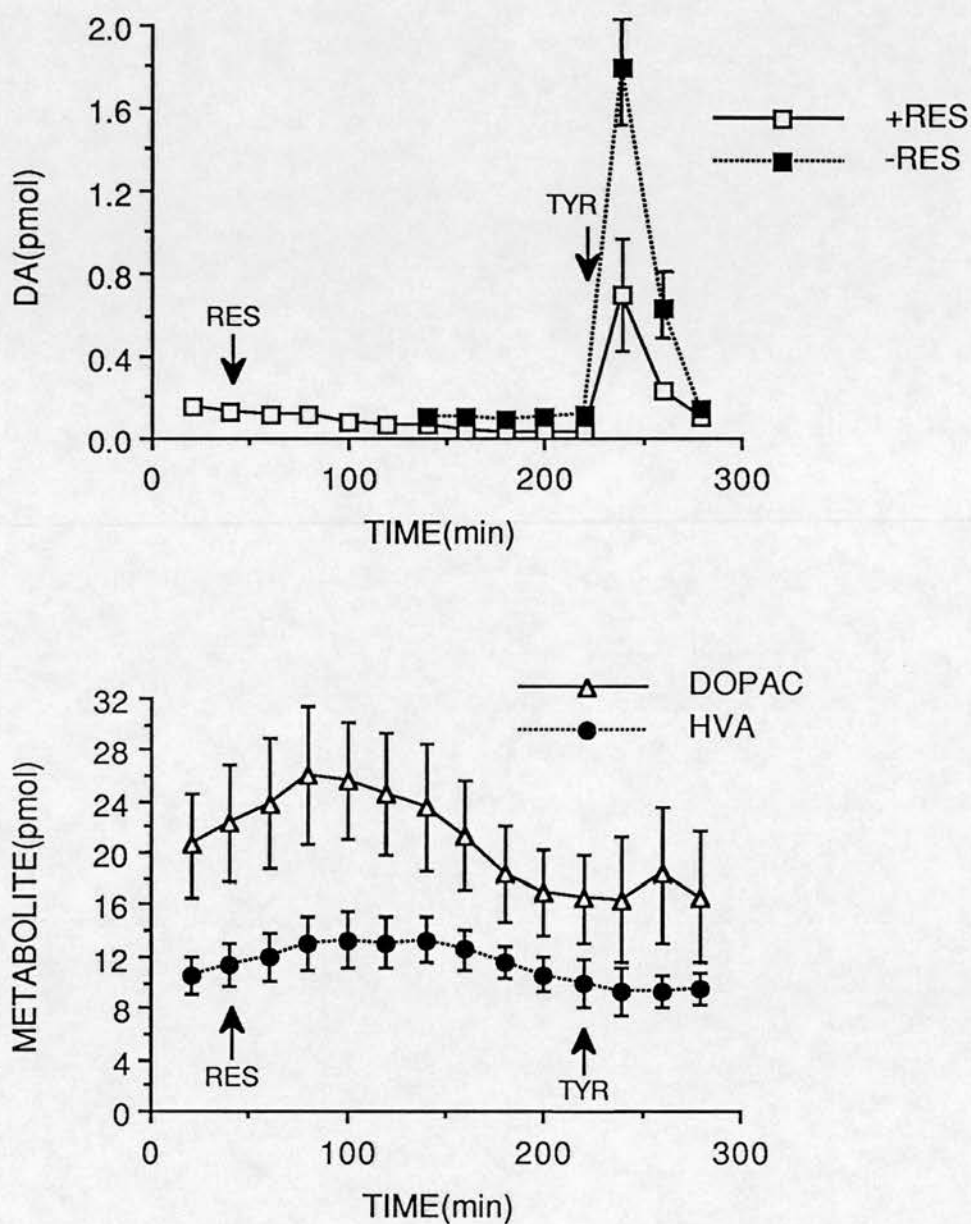 2.0
1.6
1.2
0.8
0.4
0.0
DA(pmol)
RES
TYR
+RES
-RES
0
100
200
300
TIME(min)
32
28
24
20
16
12
8
4
0
METABOLITE(pmol)
DOPAC
HVA
RES
TYR
0
100
200
300
TIME(min)